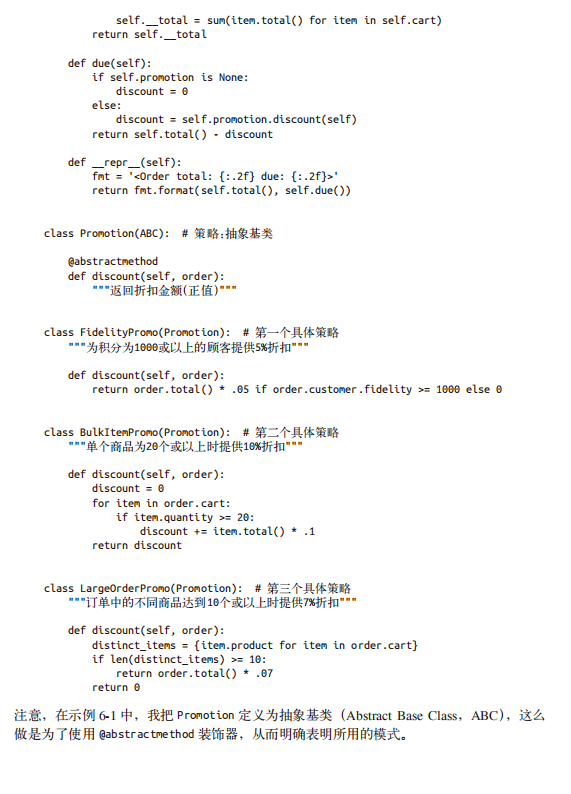 self.__total = sum(item.total() for item in self.cart)
        return self.__total
    def due(self):
        if self.promotion is None:
            discount = 0
        else:
            discount = self.promotion.discount(self)
        return self.total() - discount
    def __repr__(self):
        fmt = '<Order total: {:.2f} due: {:.2f}>'
        return fmt.format(self.total(), self.due())
class Promotion(ABC):  # 策略：抽象基类
    @abstractmethod
    def discount(self, order):
        """返回折扣金额(正值)"""
class FidelityPromo(Promotion):  # 第一个具体策略
    """为积分为1000或以上的顾客提供5%折扣"""
    def discount(self, order):
        return order.total() * .05 if order.customer.fidelity >= 1000 else 0
class BulkItemPromo(Promotion):  # 第二个具体策略
    """单个商品为20个或以上时提供10%折扣"""
    def discount(self, order):
        discount = 0
        for item in order.cart:
            if item.quantity >= 20:
                discount += item.total() * .1
        return discount
class LargeOrderPromo(Promotion):  # 第三个具体策略
    """订单中的不同商品达到10个或以上时提供7%折扣"""
    def discount(self, order):
        distinct_items = {item.product for item in order.cart}
        if len(distinct_items) >= 10:
            return order.total() * .07
        return 0
注意，在示例 6-1 中，我把 Promotion 定义为抽象基类（Abstract Base Class，ABC），这么
做是为了使用 @abstractmethod 装饰器，从而明确表明所用的模式。